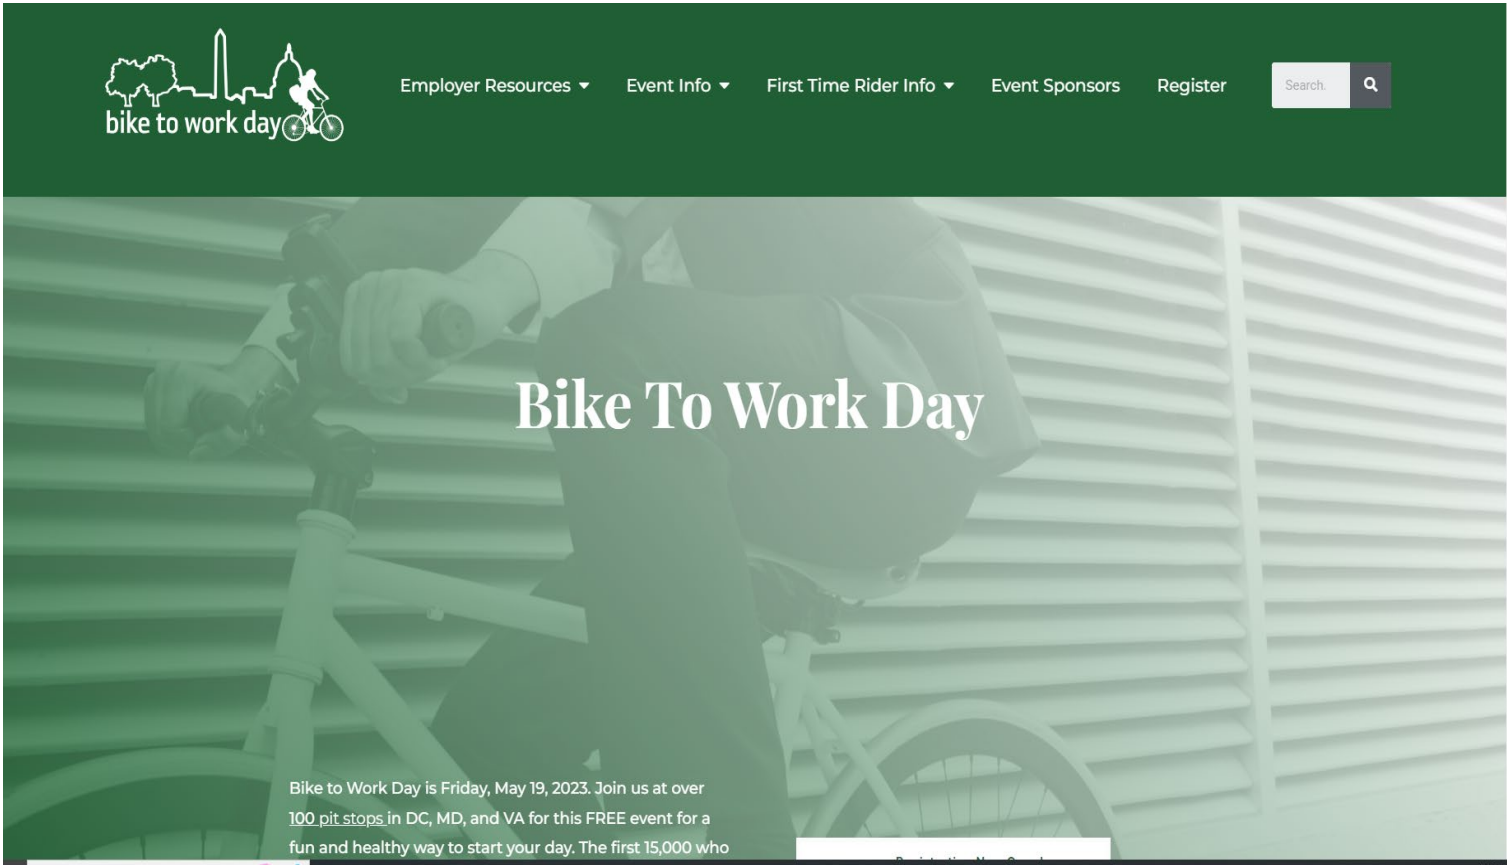 bike to work day
Employer Resources
Event Info
First Time Rider Info
Event Sponsors
Register
Search.
Bike To Work Day
Bike to Work Day is Friday, May 19, 2023. Join us at over
100 pit stops in DC, MD, and VA for this FREE event for a
fun and healthy way to start your day. The first 15,000 who